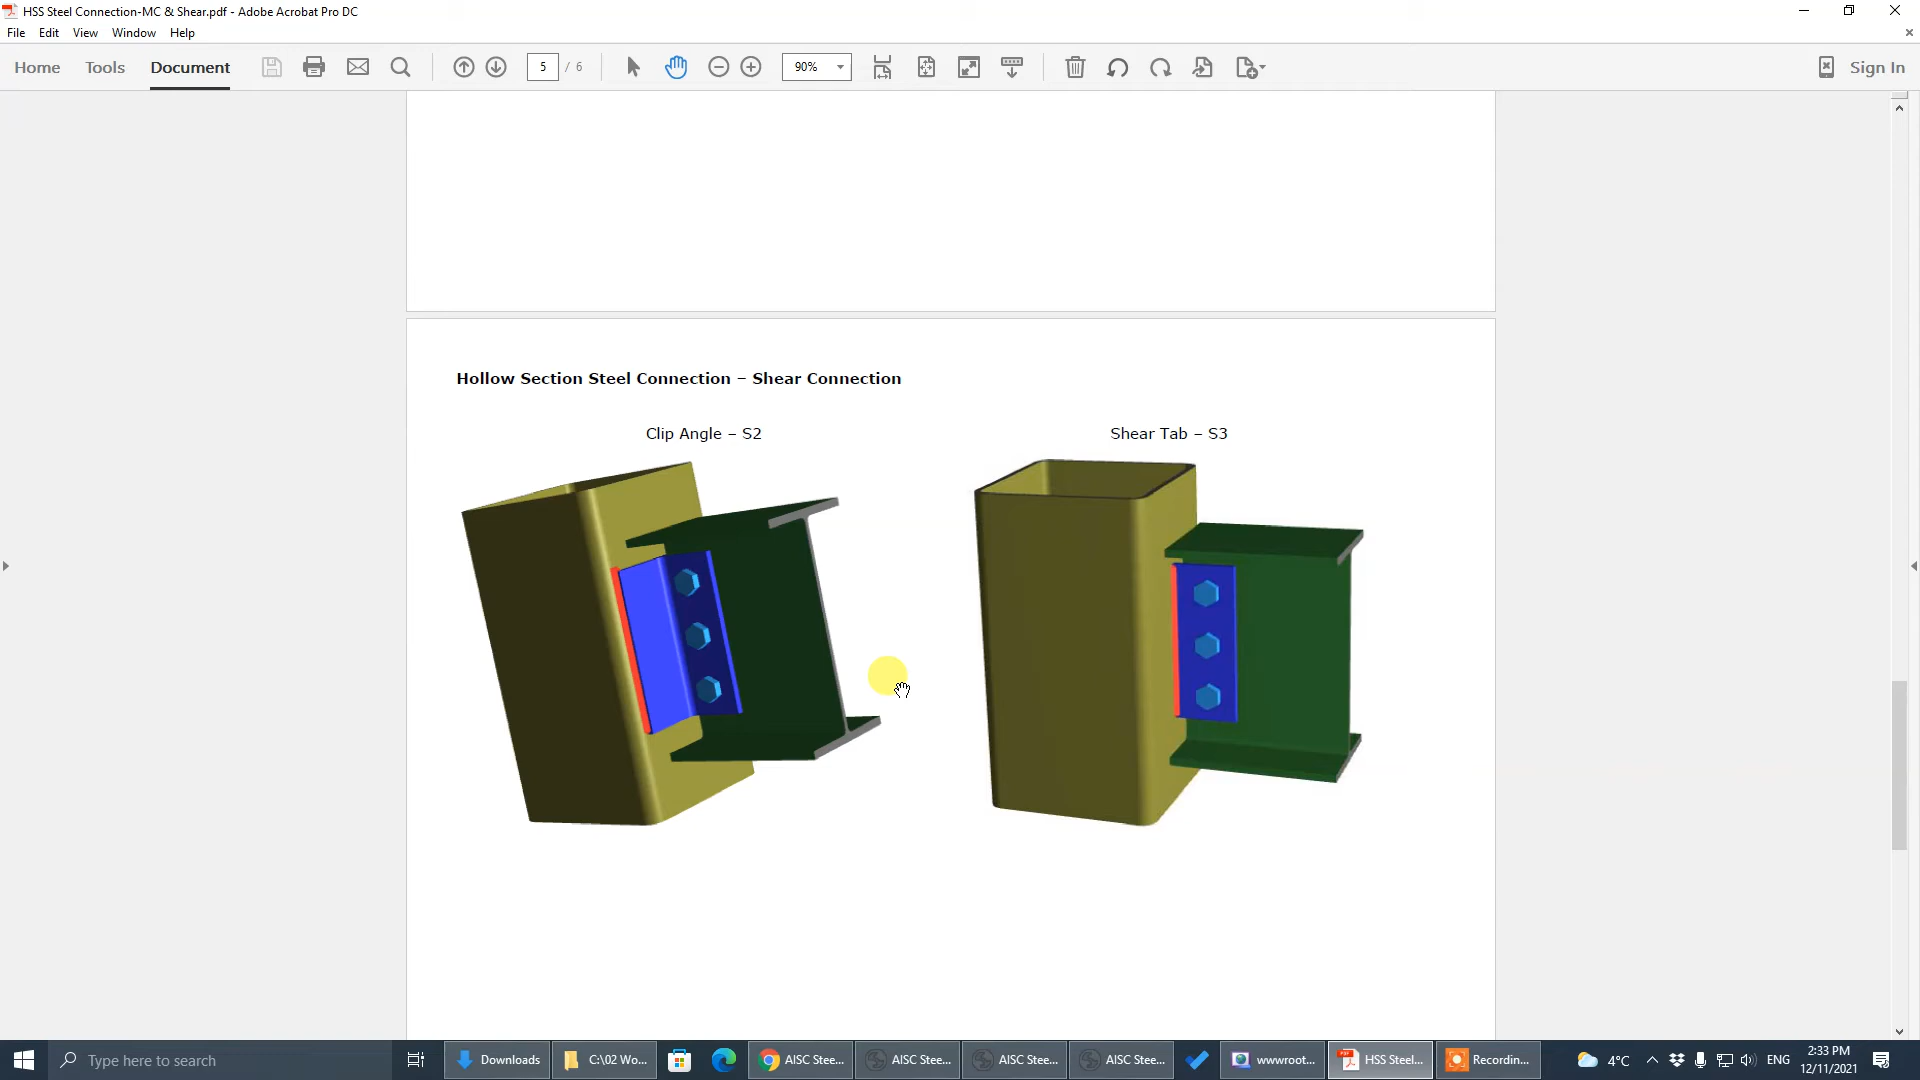 HSS Steel Connection-MC & Shear.pdf - Adobe Acrobat Pro DC
File Edit View Window Help
Home Tools Document 5 / 6 90% Sign In
Hollow Section Steel Connection – Shear Connection
Clip Angle – S2 Shear Tab – S3
Type here to search Downloads C:\02 Wo... AISC Stee... AISC Stee... AISC Stee... AISC Stee... wwwroot... HSS Steel... Recordin... 4°C ENG 2:33 PM
12/11/2021